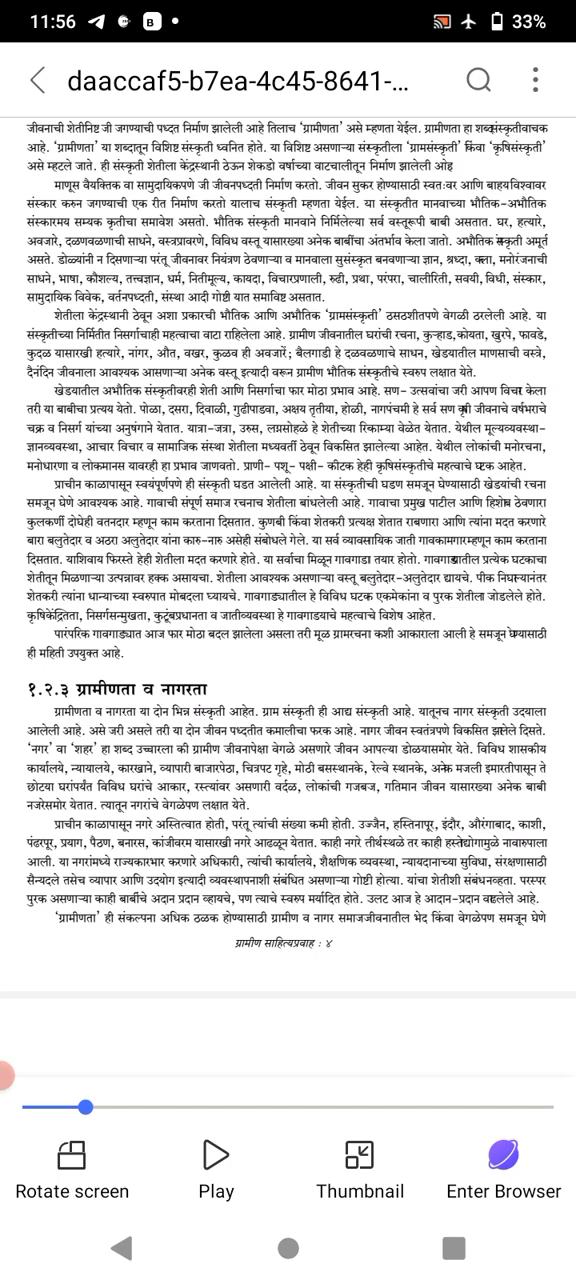 11:56
B
33%
daaccaf5-b7ea-4c45-8641-...
जीवनाची शेतीनिष्ट जी जगण्याची पध्दत निर्माण झालेली आहे तिलाच 'ग्रामीणता' असे म्हणता येईल. ग्रामीणता हा शब्द संस्कृतीवाचक
आहे. 'ग्रामीणता' या शब्दातून विशिष्ट संस्कृती ध्वनित होते. या विशिष्ट असणाऱ्या संस्कृतीला 'ग्रामसंस्कृती' किंवा 'कृषिसंस्कृती'
असे म्हटले जाते. ही संस्कृती शेतीला केंद्रस्थानी ठेऊन शेकडो वर्षाच्या वाटचालीतून निर्माण झालेली
माणूस वैयक्तिक वा सामुदायिकपणे जी जीवनपध्दती निर्माण करतो. जीवन सुकर होण्यासाठी स्वतःवर आणि बाहयविश्वावर
संस्कार करुन जगण्याची एक रीत निर्माण करतो यालाच संस्कृती म्हणता येईल. या संस्कृतीत मानवाच्या भौतिक-अभौतिक
संस्कारमय सम्यक कृतीचा समावेश असतो. भौतिक संस्कृती मानवाने निर्मिलेल्या सर्व वस्तूरूपी बाबी असतात. घर, हत्यारे,
अवजारे, दळणवळणाची साधने, वस्त्रप्रावरणे, विविध वस्तू यासारख्या अनेक बाबींचा अंतर्भाव केला जातो. अभौतिक संस्कृती अमूर्त
असते. डोळ्यांनी न दिसणाऱ्या परंतू जीवनावर नियंत्रण ठेवणाऱ्या व मानवाला सुसंस्कृत बनवणाऱ्या ज्ञान, श्रध्दा, कला, मनोरंजनाची
साधने, भाषा, कौशल्य, तत्त्वज्ञान, धर्म, नितीमूल्य, कायदा, विचारप्रणाली, रुढी, प्रथा, परंपरा, चालीरिती, सवयी, विधी, संस्कार,
सामुदायिक विवेक, वर्तनपध्दती, संस्था आदी गोष्टी यात समाविष्ट असतात.
शेतीला केंद्रस्थानी ठेवून अशा प्रकारची भौतिक आणि अभौतिक 'ग्रामसंस्कृती' ठसठशीतपणे वेगळी ठरलेली आहे. या
संस्कृतीच्या निर्मितीत निसर्गाचाही महत्वाचा वाटा राहिलेला आहे. ग्रामीण जीवनातील घरांची रचना, कुऱ्हाड,कोयता, खुरपे, फावडे,
कुदळ यासारखी हत्यारे, नांगर, औत, वखर, कुळव ही अवजारें; बैलगाडी हे दळवळणाचे साधन, खेडयातील माणसाची वस्त्रे,
दैनंदिन जीवनाला आवश्यक आसणाऱ्या अनेक वस्तू इत्यादी वरून ग्रामीण भौतिक संस्कृतीचे स्वरूप लक्षात येते.
खेडयातील अभौतिक संस्कृतीवरही शेती आणि निसर्गाचा फार मोठा प्रभाव आहे. सण- उत्सवांचा जरी आपण विचार केला
तरी या बाबीचा प्रत्यय येतो. पोळा, दसरा, दिवाळी, गुढीपाडवा, अक्षय तृतीया, होळी, नागपंचमी हे सर्व सण कृषी जीवनाचे वर्षभराचे
चक्र व निसर्ग यांच्या अनुषंगाने येतात. यात्रा-जत्रा, उरुस, लग्नसोहळे हे शेतीच्या रिकाम्या वेळेत येतात. येथील मूल्यव्यवस्था-
ज्ञानव्यवस्था, आचार विचार व सामाजिक संस्था शेतीला मध्यवर्ती ठेवून विकसित झालेल्या आहेत. येथील लोकांची मनोरचना,
मनोधारणा व लोकमानस यावरही हा प्रभाव जाणवतो. प्राणी- पशू- पक्षी- कीटक हेही कृषिसंस्कृतीचे महत्वाचे घटक आहेत.
प्राचीन काळापासून स्वयंपूर्णपणे ही संस्कृती घडत आलेली आहे. या संस्कृतीची घडण समजून घेण्यासाठी खेडयांची रचना
समजून घेणे आवश्यक आहे. गावाची संपूर्ण समाज रचनाच शेतीला बांधलेली आहे. गावाचा प्रमुख पाटील आणि हिशेब ठेवणारा
कुलकर्णी दोघेही वतनदार म्हणून काम करताना दिसतात. कुणबी किंवा शेतकरी प्रत्यक्ष शेतात राबणारा आणि त्यांना मदत करणारे
बारा बलुतेदार व अठरा अलुतेदार यांना कारु-नारु असेही संबोधले गेले. या सर्व व्यावसायिक जाती गावकामगार म्हणून काम करताना
दिसतात. याशिवाय फिरस्ते हेही शेतीला मदत करणारे होते. या सर्वाचा मिळून गावगाडा तयार होतो. गावगाड्यातील प्रत्येक घटकाचा
शेतीतून मिळणाऱ्या उत्पन्नावर हक्क असायचा. शेतीला आवश्यक असणाऱ्या वस्तू बलुतेदार-अलुतेदार द्यायचे. पीक निघाल्यानंतर
शेतकरी त्यांना धान्याच्या स्वरुपात मोबदला घ्यायचे. गावगाड्यातील हे विविध घटक एकमेकांना व पुरक शेतीला जोडलेले होते.
कृषिकेंद्रितता, निसर्गसन्मुखता, कुटूंबप्रधानता व जातीव्यवस्था हे गावगाडयाचे महत्वाचे विशेष आहेत.
पारंपरिक गावगाड्यात आज फार मोठा बदल झालेला असला तरी मूळ ग्रामरचना कशी आकाराला आली हे समजून घेण्यासाठी
ही माहिती उपयुक्त आहे.
१.२.३ ग्रामीणता व नागरता
ग्रामीणता व नागरता या दोन भिन्न संस्कृती आहेत. ग्राम संस्कृती ही आद्य संस्कृती आहे. यातूनच नागर संस्कृती उदयाला
आलेली आहे. असे जरी असले तरी या दोन जीवन पध्दतीत कमालीचा फरक आहे. नागर जीवन स्वतंत्रपणे विकसित झालेले दिसते.
'नगर' वा 'शहर' हा शब्द उच्चारला की ग्रामीण जीवनापेक्षा वेगळे असणारे जीवन आपल्या डोळयासमोर येते. विविध शासकीय
कार्यालये, न्यायालये, कारखाने, व्यापारी बाजारपेठा, चित्रपट गृहे, मोठी बसस्थानके, रेल्वे स्थानके, अनेक मजली इमारतीपासून ते
छोटया घरांपर्यंत विविध घरांचे आकार, रस्त्यांवर असणारी वर्दळ, लोकांची गजबज, गतिमान जीवन यासारख्या अनेक बाबी
नजरेसमोर येतात. त्यातून नगरांचे वेगळेपण लक्षात येते.
प्राचीन काळापासून नगरे अस्तित्वात होती, परंतू त्यांची संख्या कमी होती. उज्जैन, हस्तिनापूर, इंदौर, औरंगाबाद, काशी,
पंढरपूर, प्रयाग, पैठण, बनारस, कांजीवरम यासारखी नगरे आढळून येतात. काही नगरे तीर्थस्थळे तर काही हस्तोद्योगामुळे नावारुपाला
आली. या नगरांमध्ये राज्यकारभार करणारे अधिकारी, त्यांची कार्यालये, शैक्षणिक व्यवस्था, न्यायदानाच्या सुविधा, संरक्षणासाठी
सैन्यदले तसेच व्यापार आणि उदयोग इत्यादी व्यवस्थापनाशी संबंधित असणाऱ्या गोष्टी होत्या. यांचा शेतीशी संबंध नव्हता. परस्पर
पुरक असणाऱ्या काही बाबींचे अदान प्रदान व्हायचे, पण त्याचे स्वरुप मर्यादित होते. उलट आज हे आदान-प्रदान वाढलेले आहे.
'ग्रामीणता' ही संकल्पना अधिक ठळक होण्यासाठी ग्रामीण व नागर समाजजीवनातील भेद किंवा वेगळेपण समजून घेणे
ग्रामीण साहित्यप्रवाह : ४
Rotate screen
Play
Thumbnail
Enter Browser